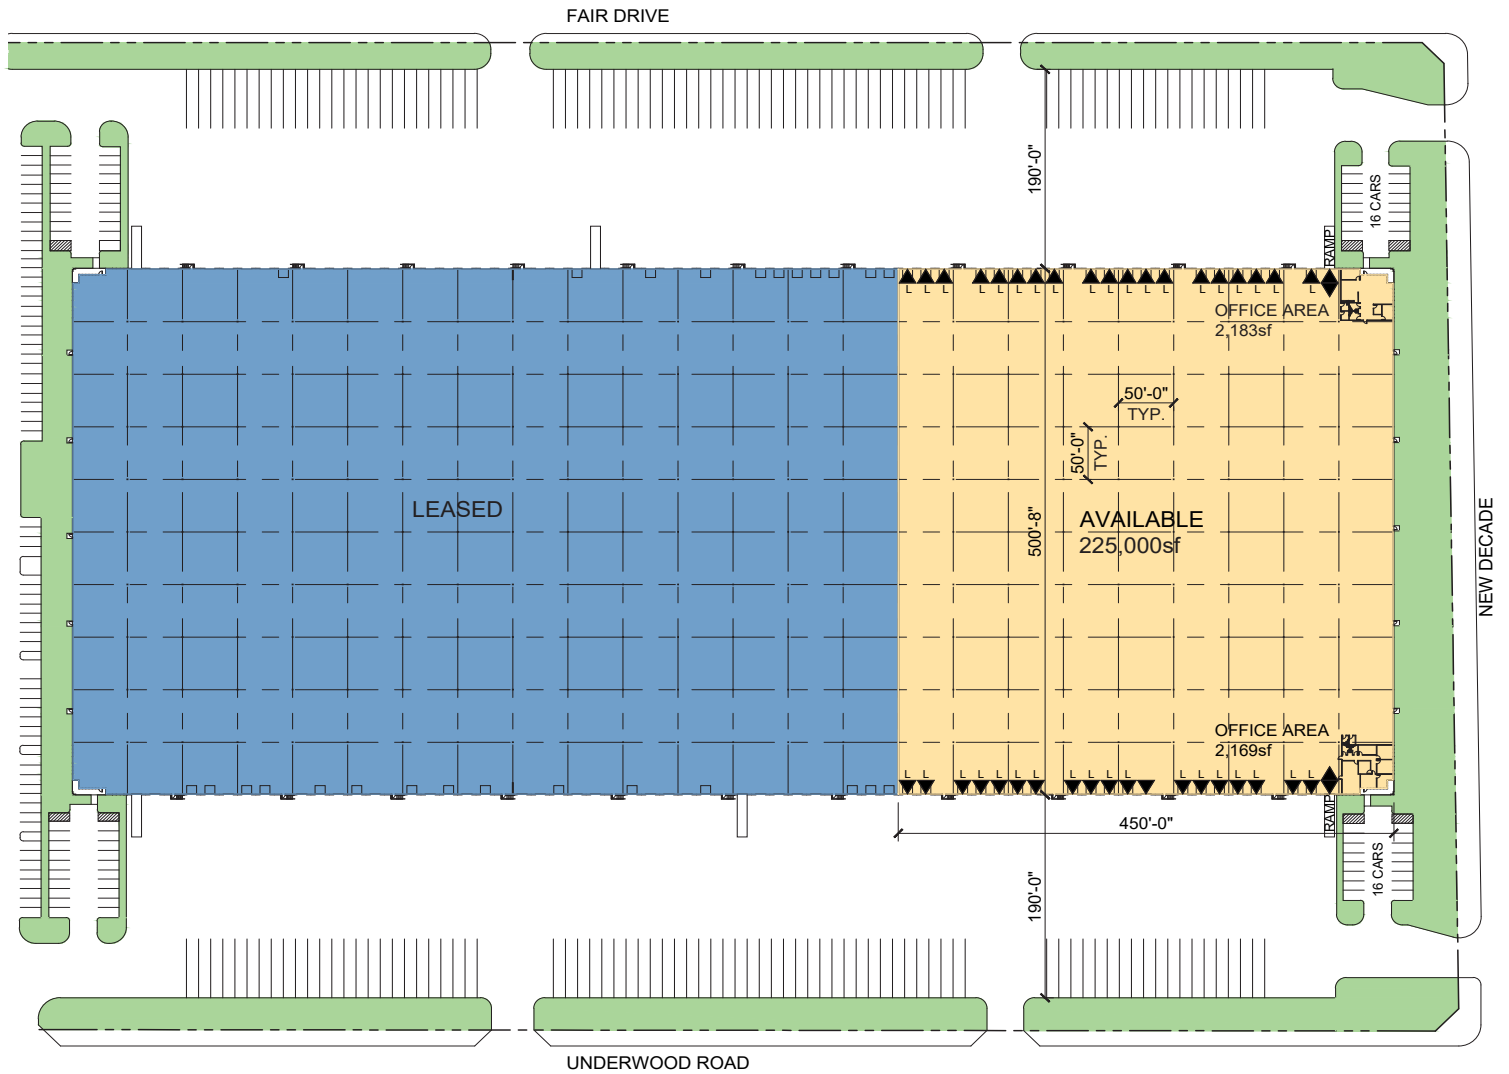 FAIR DRIVE
190'-0"
16 CARS
RAMP
L L L L L L L L L L L L L L L L L L
OFFICE AREA
2,183sf
50'-0"
TYP.
50'-0"
TYP.
LEASED
500'-8"
AVAILABLE
225,000sf
NEW DECADE
OFFICE AREA
2,169sf
L L L L L L L L L L L L L L L L L L
RAMP
450'-0"
16 CARS
190'-0"
UNDERWOOD ROAD